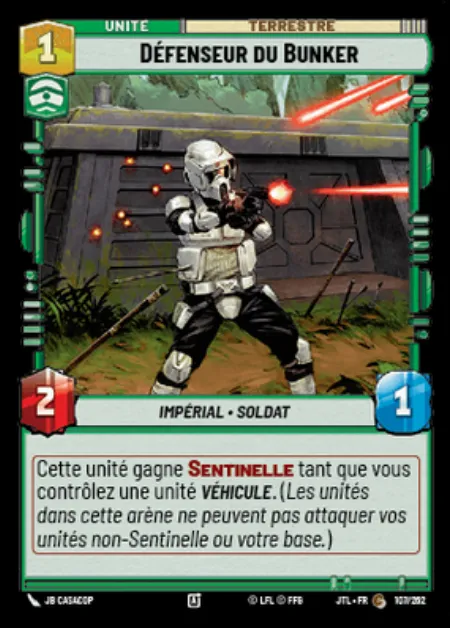 UNITÉ
TERRESTRE
1
DÉFENSEUR DU BUNKER
2
IMPÉRIAL • SOLDAT
1
Cette unité gagne SENTINELLE tant que vous
contrôlez une unité VÉHICULE. (Les unités
dans cette arène ne peuvent pas attaquer vos
unités non-Sentinelle ou votre base.)
JB CASACOP
© LFL © FFG
JTL • FR
C
107/262